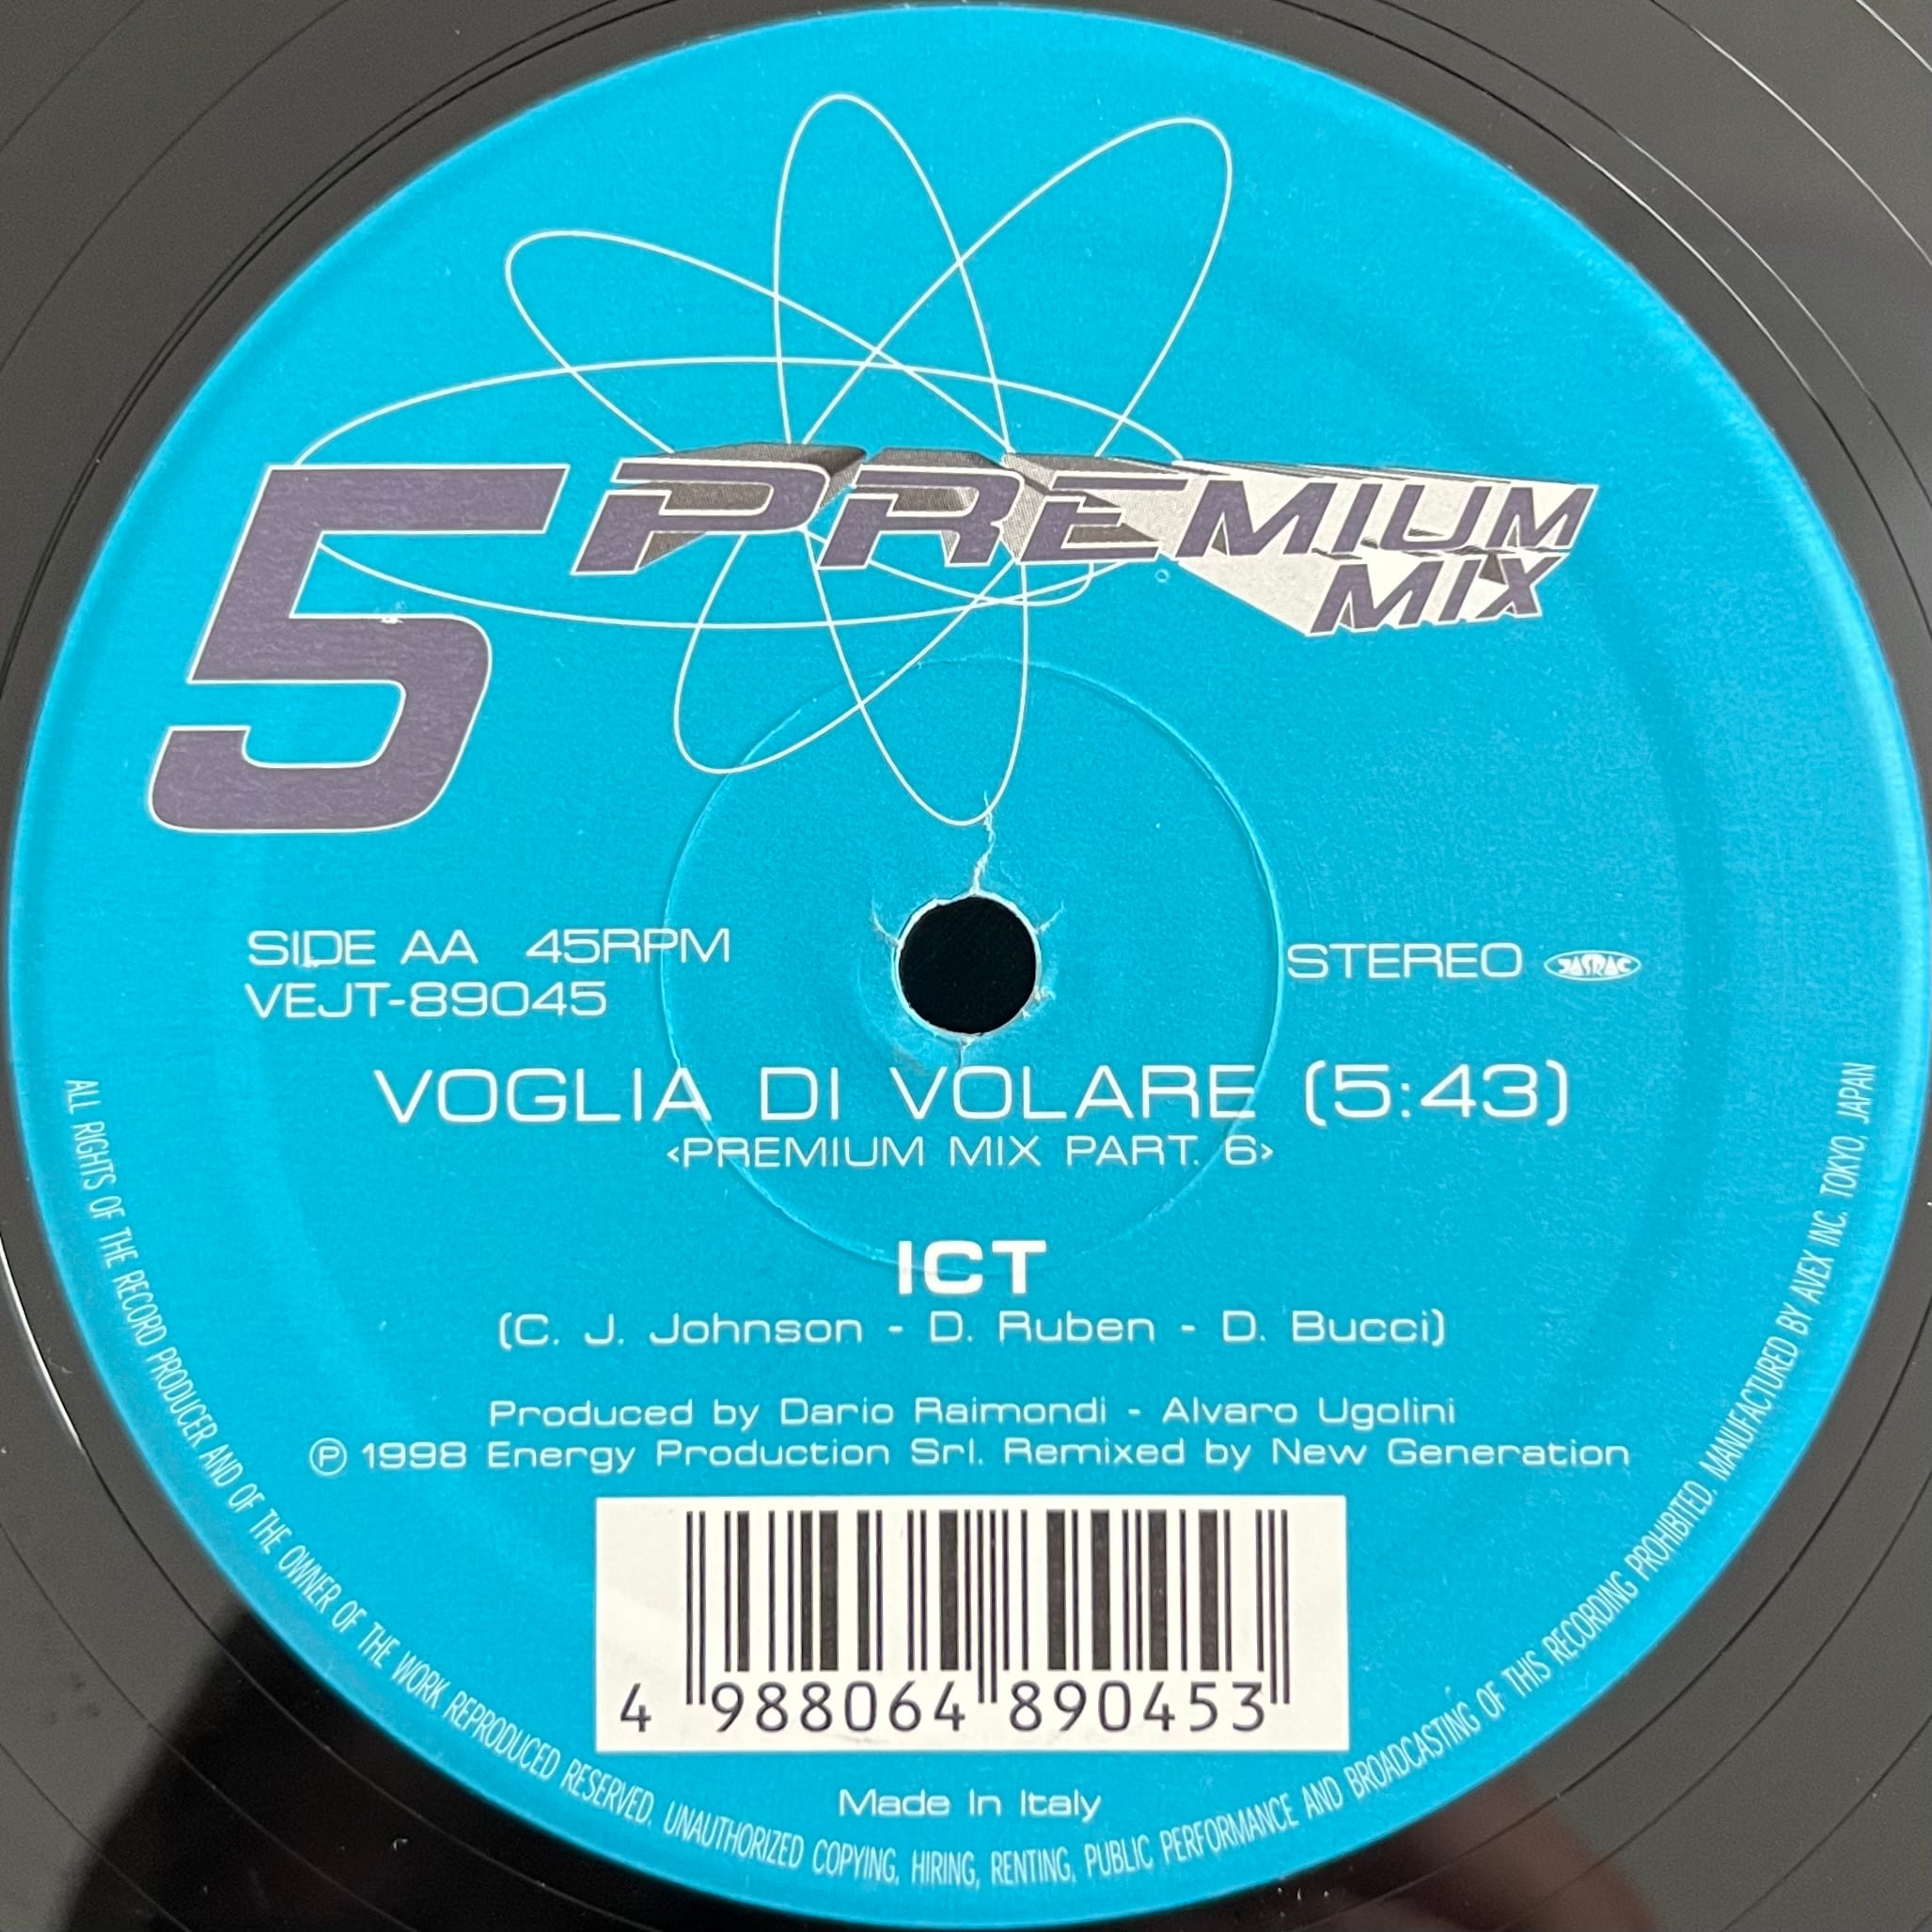 5 PREMIUM
MIX
SIDE AA 45RPM
VEJT-89045
STEREO JASRAC
VOGLIA DI VOLARE (5:43)
<PREMIUM MIX PART. 6>
ICT
(C. J. Johnson - D. Ruben - D. Bucci)
Produced by Dario Raimondi - Alvaro Ugolini
℗ 1998 Energy Production Srl. Remixed by New Generation
4 988064 890453
Made In Italy
ALL RIGHTS OF THE RECORD PRODUCER AND OF THE OWNER OF THE WORK REPRODUCED RESERVED. UNAUTHORIZED COPYING, HIRING, RENTING, PUBLIC PERFORMANCE AND BROADCASTING OF THIS RECORDING PROHIBITED. MANUFACTURED BY AVEX INC. TOKYO, JAPAN